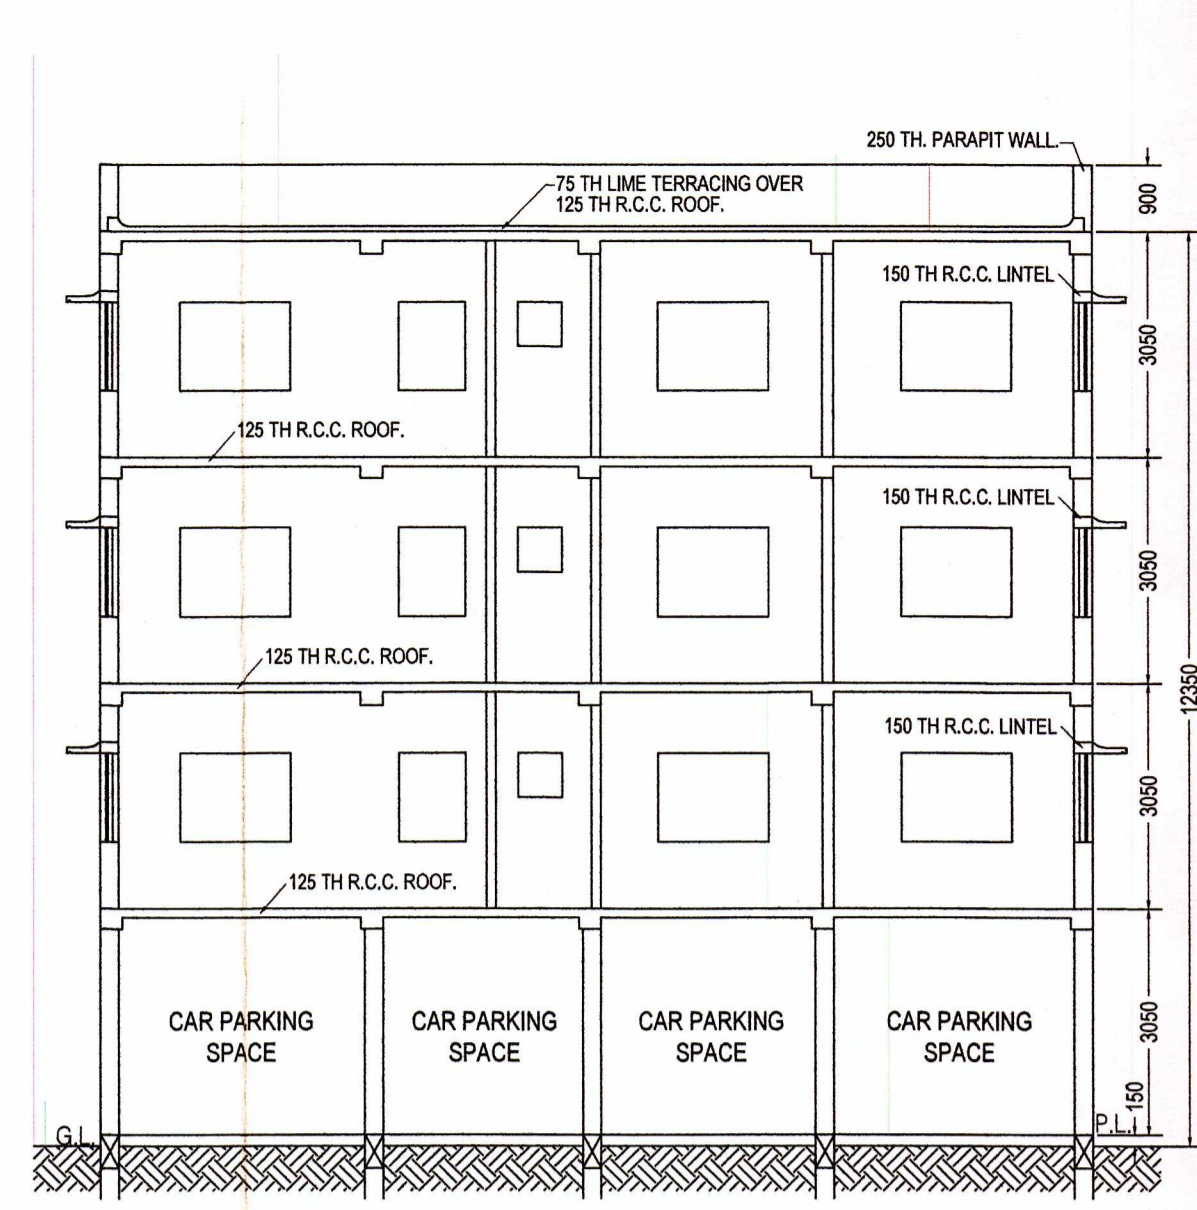 250 TH. PARAPIT WALL.
75 TH LIME TERRACING OVER
125 TH R.C.C. ROOF.
900
150 TH R.C.C. LINTEL
3050
125 TH R.C.C. ROOF.
150 TH R.C.C. LINTEL
3050
125 TH R.C.C. ROOF.
12350
150 TH R.C.C. LINTEL
3050
125 TH R.C.C. ROOF.
CAR PARKING
SPACE
CAR PARKING
SPACE
CAR PARKING
SPACE
CAR PARKING
SPACE
3050
150
G.L.
P.L.